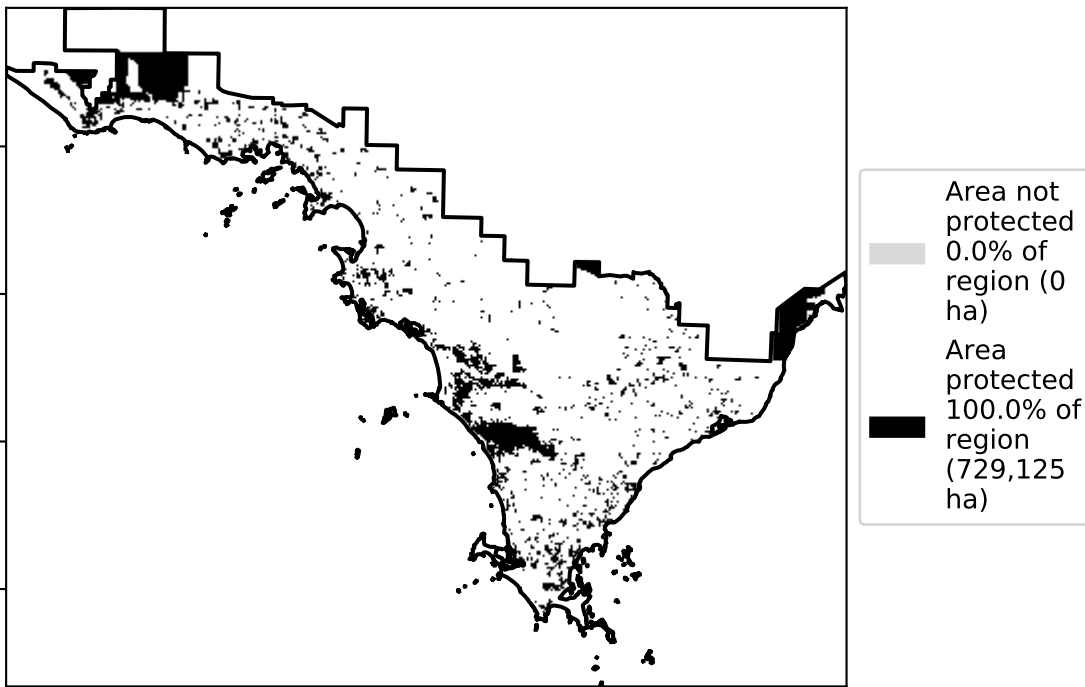 Area not
protected
0.0% of
region (0
ha)
Area
protected
100.0% of
region
(729,125
ha)